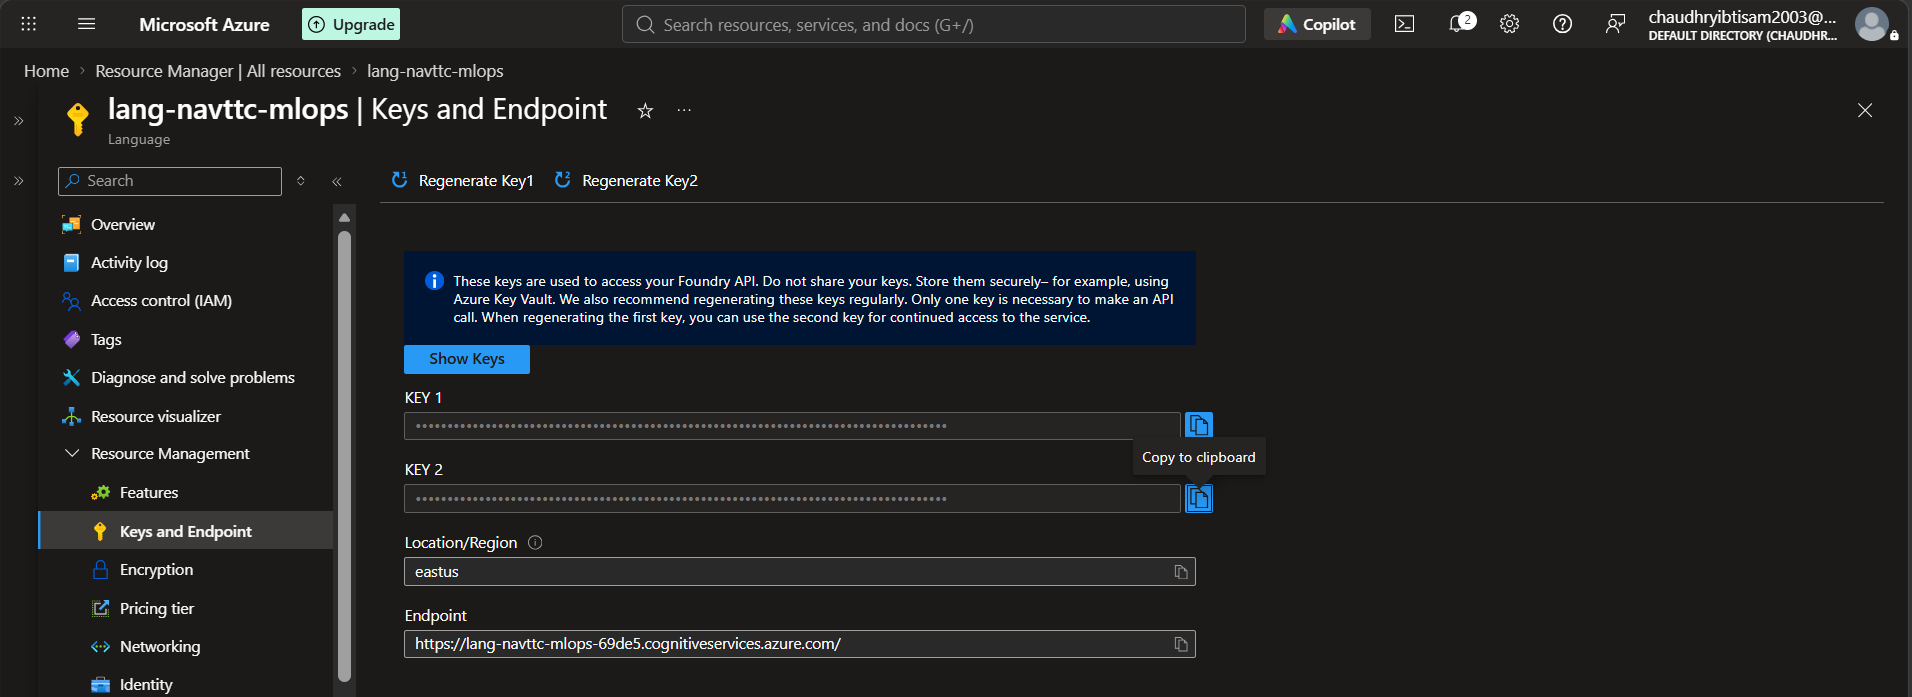 Microsoft Azure
Upgrade
Search resources, services, and docs (G+/)
Copilot
2
chaudhryibtisam2003@...
DEFAULT DIRECTORY (CHAUDHR...
Home > Resource Manager | All resources > lang-navttc-mlops
lang-navttc-mlops | Keys and Endpoint
Language
Search
Regenerate Key1
Regenerate Key2
Overview
Activity log
Access control (IAM)
Tags
Diagnose and solve problems
Resource visualizer
Resource Management
Features
Keys and Endpoint
Encryption
Pricing tier
Networking
Identity
These keys are used to access your Foundry API. Do not share your keys. Store them securely– for example, using
Azure Key Vault. We also recommend regenerating these keys regularly. Only one key is necessary to make an API
call. When regenerating the first key, you can use the second key for continued access to the service.
Show Keys
KEY 1
Copy to clipboard
KEY 2
Location/Region
eastus
Endpoint
https://lang-navttc-mlops-69de5.cognitiveservices.azure.com/